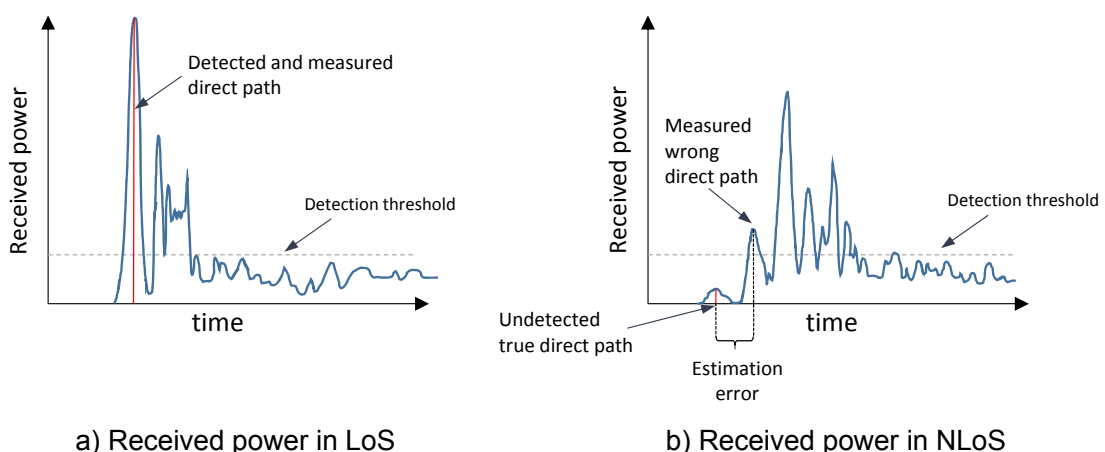 Received power
Detected and measured
direct path
Detection threshold
time
a) Received power in LoS
Received power
Measured
wrong
direct path
Detection threshold
time
Undetected
true direct path
Estimation
error
b) Received power in NLoS